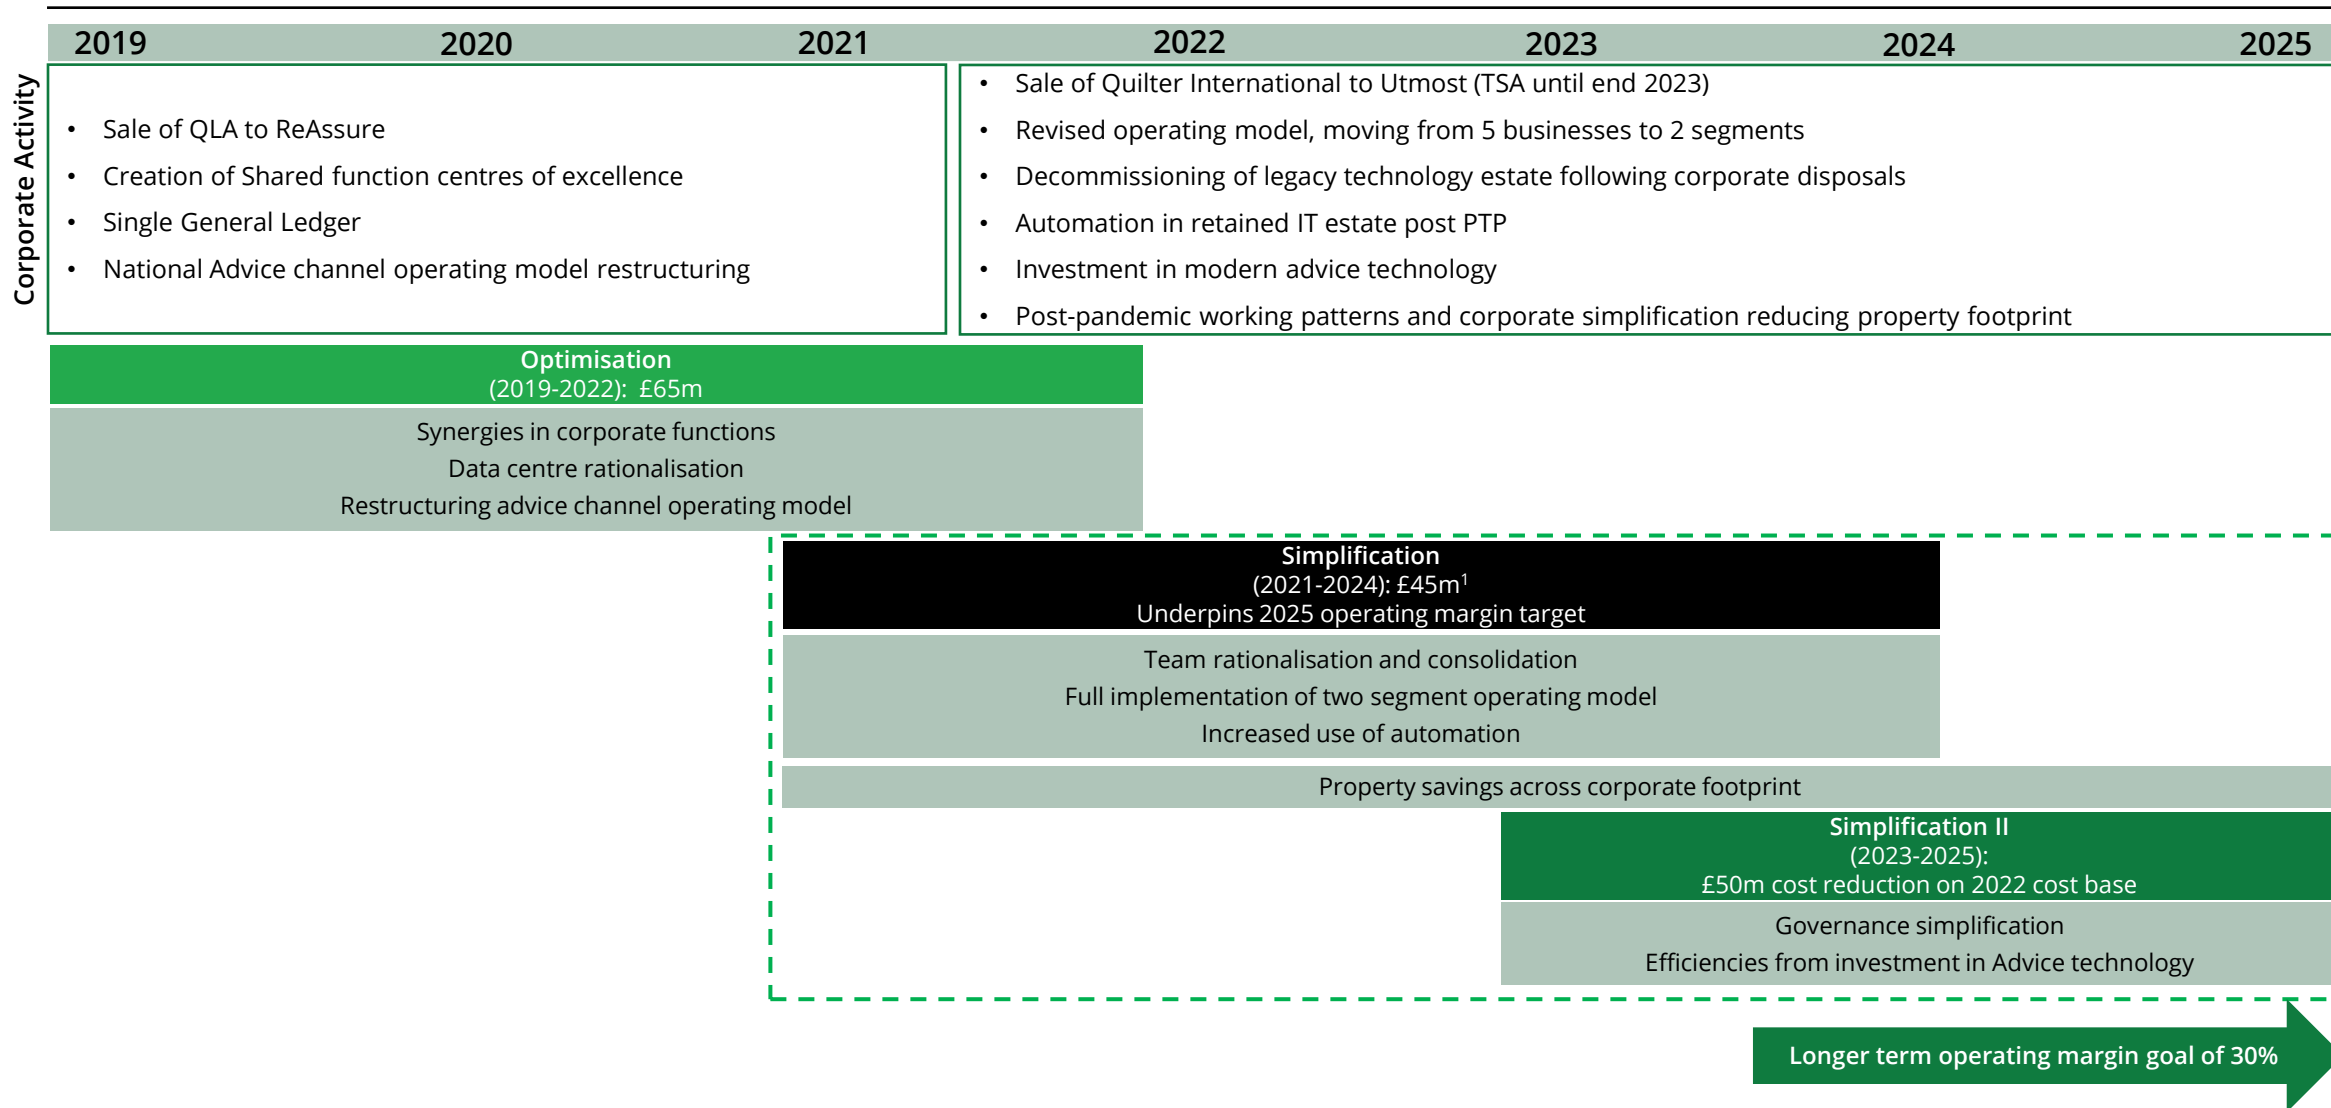 2019 2020 2021 2022 2023 2024 2025
Corporate Activity
• Sale of QLA to ReAssure
• Creation of Shared function centres of excellence
• Single General Ledger
• National Advice channel operating model restructuring
• Sale of Quilter International to Utmost (TSA until end 2023)
• Revised operating model, moving from 5 businesses to 2 segments
• Decommissioning of legacy technology estate following corporate disposals
• Automation in retained IT estate post PTP
• Investment in modern advice technology
• Post-pandemic working patterns and corporate simplification reducing property footprint
Optimisation
(2019-2022): £65m
Synergies in corporate functions
Data centre rationalisation
Restructuring advice channel operating model
Simplification
(2021-2024): £45m¹
Underpins 2025 operating margin target
Team rationalisation and consolidation
Full implementation of two segment operating model
Increased use of automation
Property savings across corporate footprint
Simplification II
(2023-2025):
£50m cost reduction on 2022 cost base
Governance simplification
Efficiencies from investment in Advice technology
Longer term operating margin goal of 30%